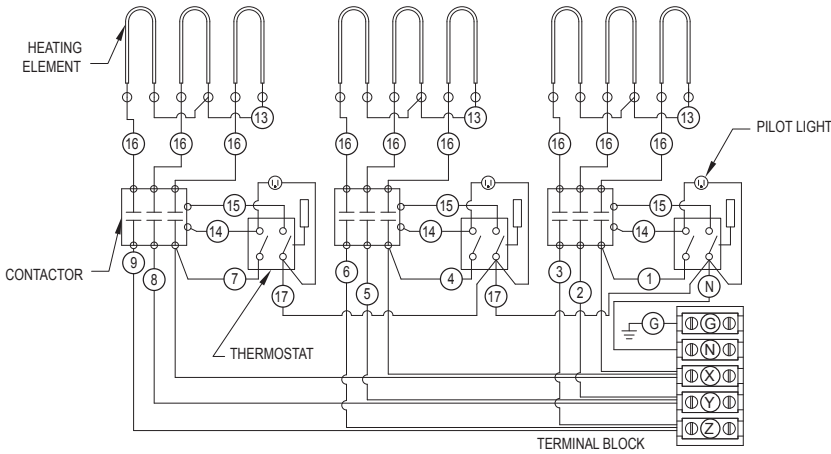 HEATING
ELEMENT
13 13 13
16 16 16 16 16 16 16 16 16
PILOT LIGHT
15 15 15
14 14 14
CONTACTOR
9 8 7 6 5 4 3 2 1 N
17 17
THERMOSTAT
G G
N
X
Y
Z
TERMINAL BLOCK